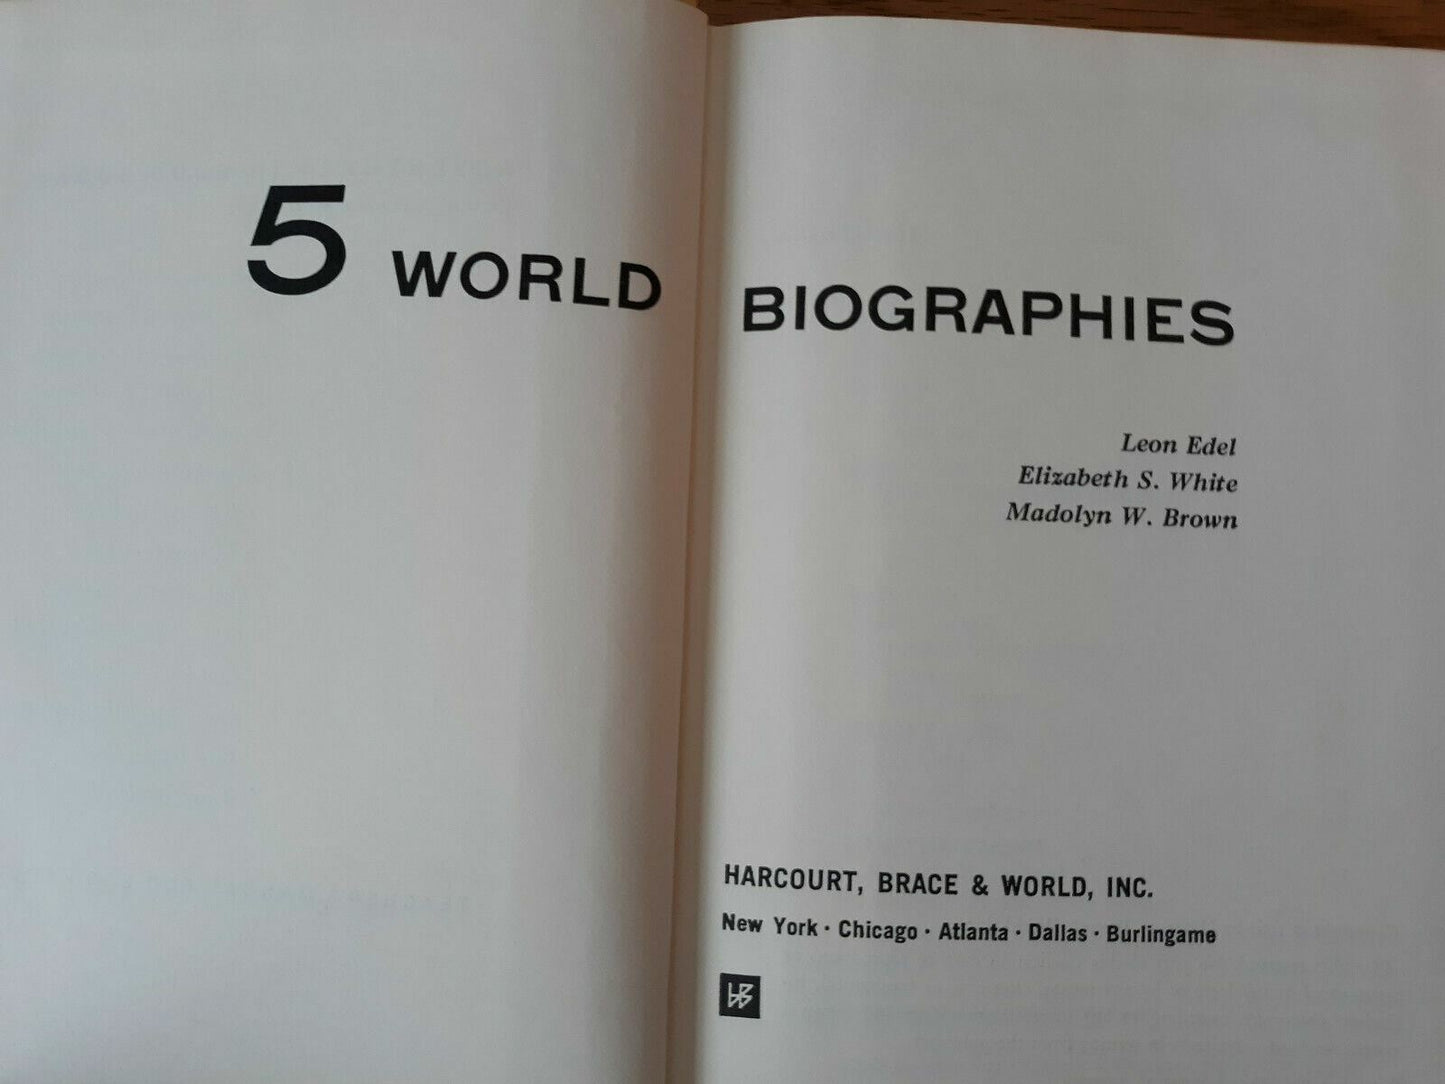 5 WORLD BIOGRAPHIES
Leon Edel
Elizabeth S. White
Madolyn W. Brown
HARCOURT, BRACE & WORLD, INC.
New York · Chicago · Atlanta · Dallas · Burlingame